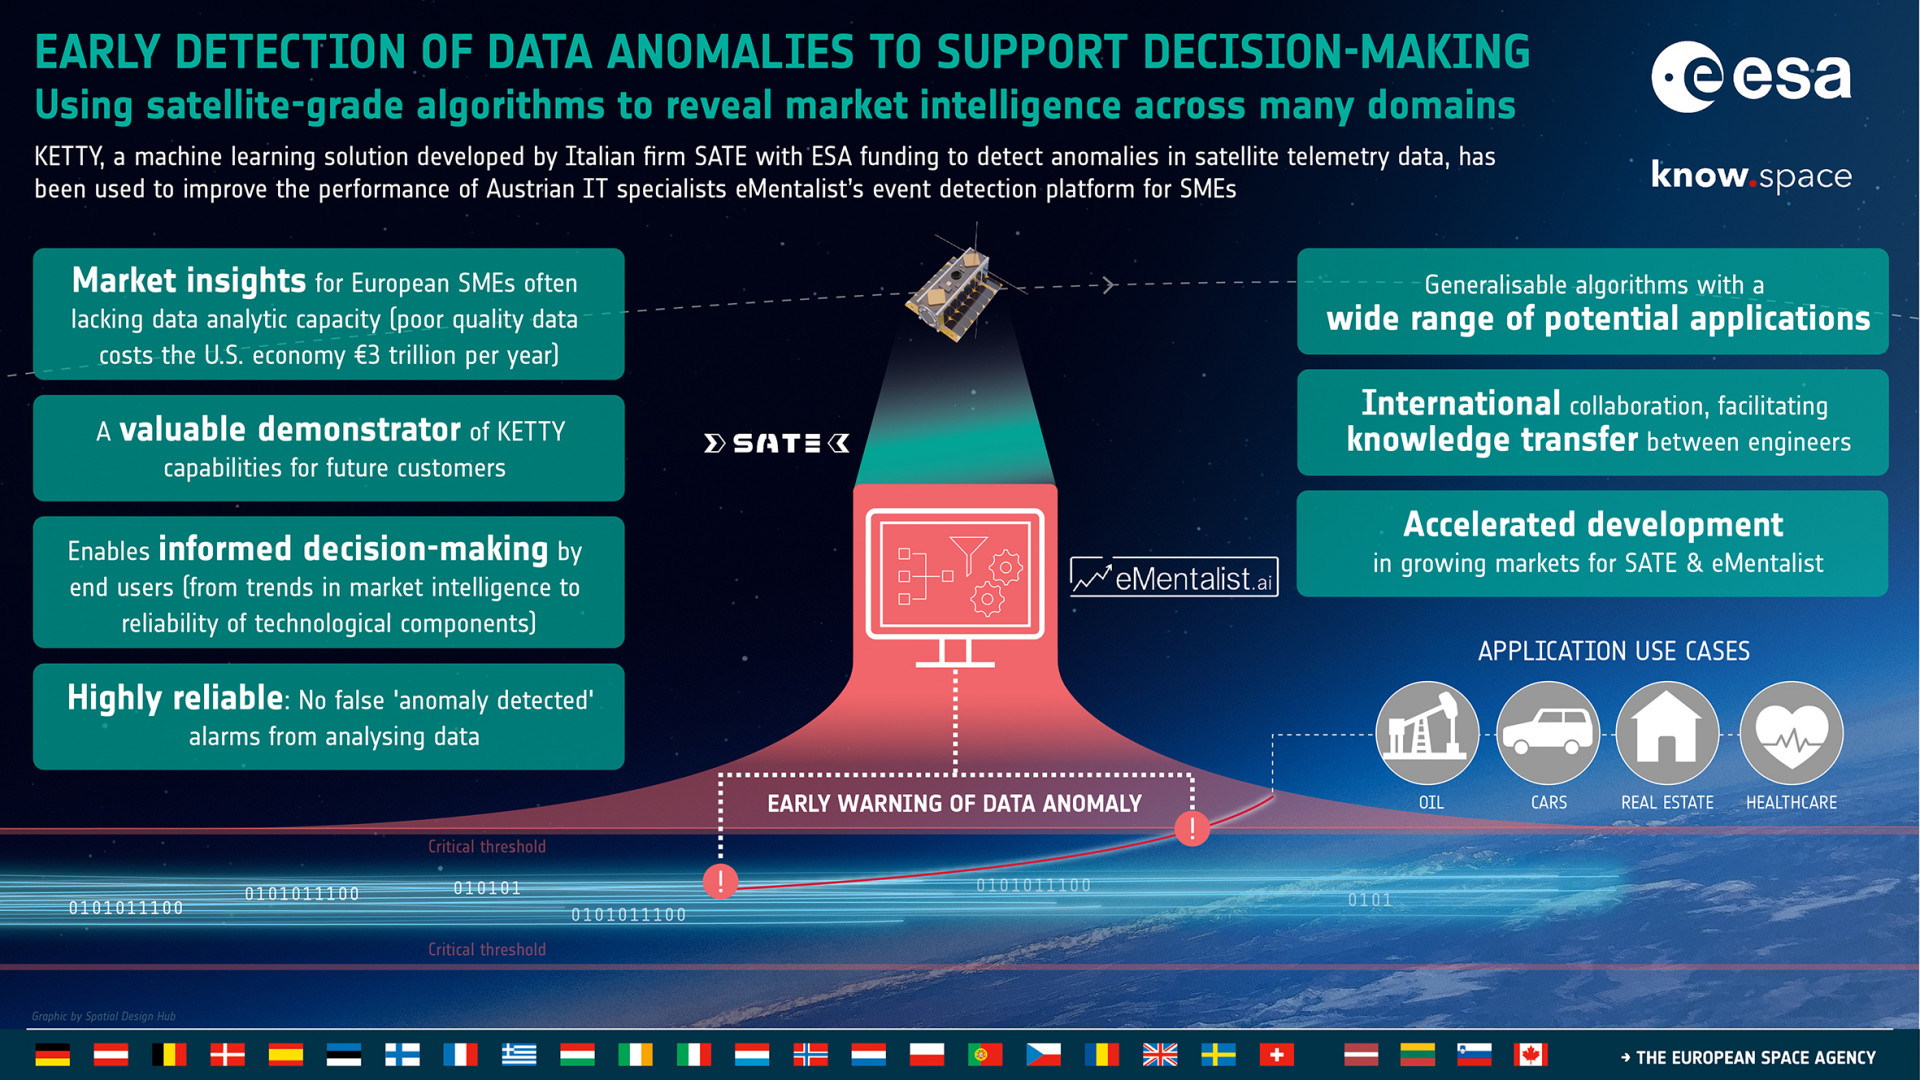 EARLY DETECTION OF DATA ANOMALIES TO SUPPORT DECISION-MAKING
Using satellite-grade algorithms to reveal market intelligence across many domains
KETTY, a machine learning solution developed by Italian firm SATE with ESA funding to detect anomalies in satellite telemetry data, has
been used to improve the performance of Austrian IT specialists eMentalist's event detection platform for SMEs
esa
know.space
Market insights for European SMEs often
lacking data analytic capacity (poor quality data
costs the U.S. economy €3 trillion per year)
A valuable demonstrator of KETTY
capabilities for future customers
Enables informed decision-making by
end users (from trends in market intelligence to
reliability of technological components)
Highly reliable: No false 'anomaly detected'
alarms from analysing data
SATE
eMentalist.ai
Generalisable algorithms with a
wide range of potential applications
International collaboration, facilitating
knowledge transfer between engineers
Accelerated development
in growing markets for SATE & eMentalist
APPLICATION USE CASES
OIL
CARS
REAL ESTATE
HEALTHCARE
EARLY WARNING OF DATA ANOMALY
!
!
Critical threshold
0101011100
0101011100
010101
0101011100
0101011100
0101
Critical threshold
Graphic by Spatial Design Hub
→ THE EUROPEAN SPACE AGENCY